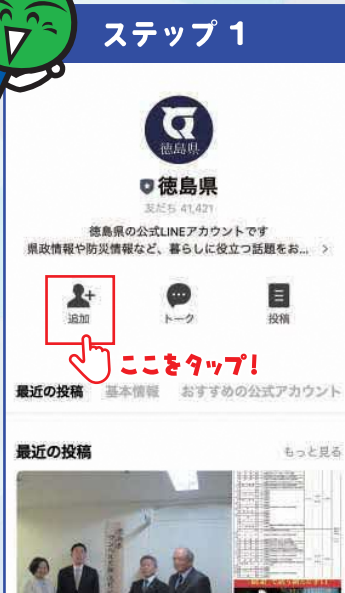 ステップ 1
徳島県
徳島県
友だち 41,421
徳島県の公式LINEアカウントです
県政情報や防災情報など、暮らしに役立つ話題をお... >
追加
トーク
投稿
ここをタップ!
最近の投稿 基本情報 おすすめの公式アカウント
最近の投稿
もっと見る